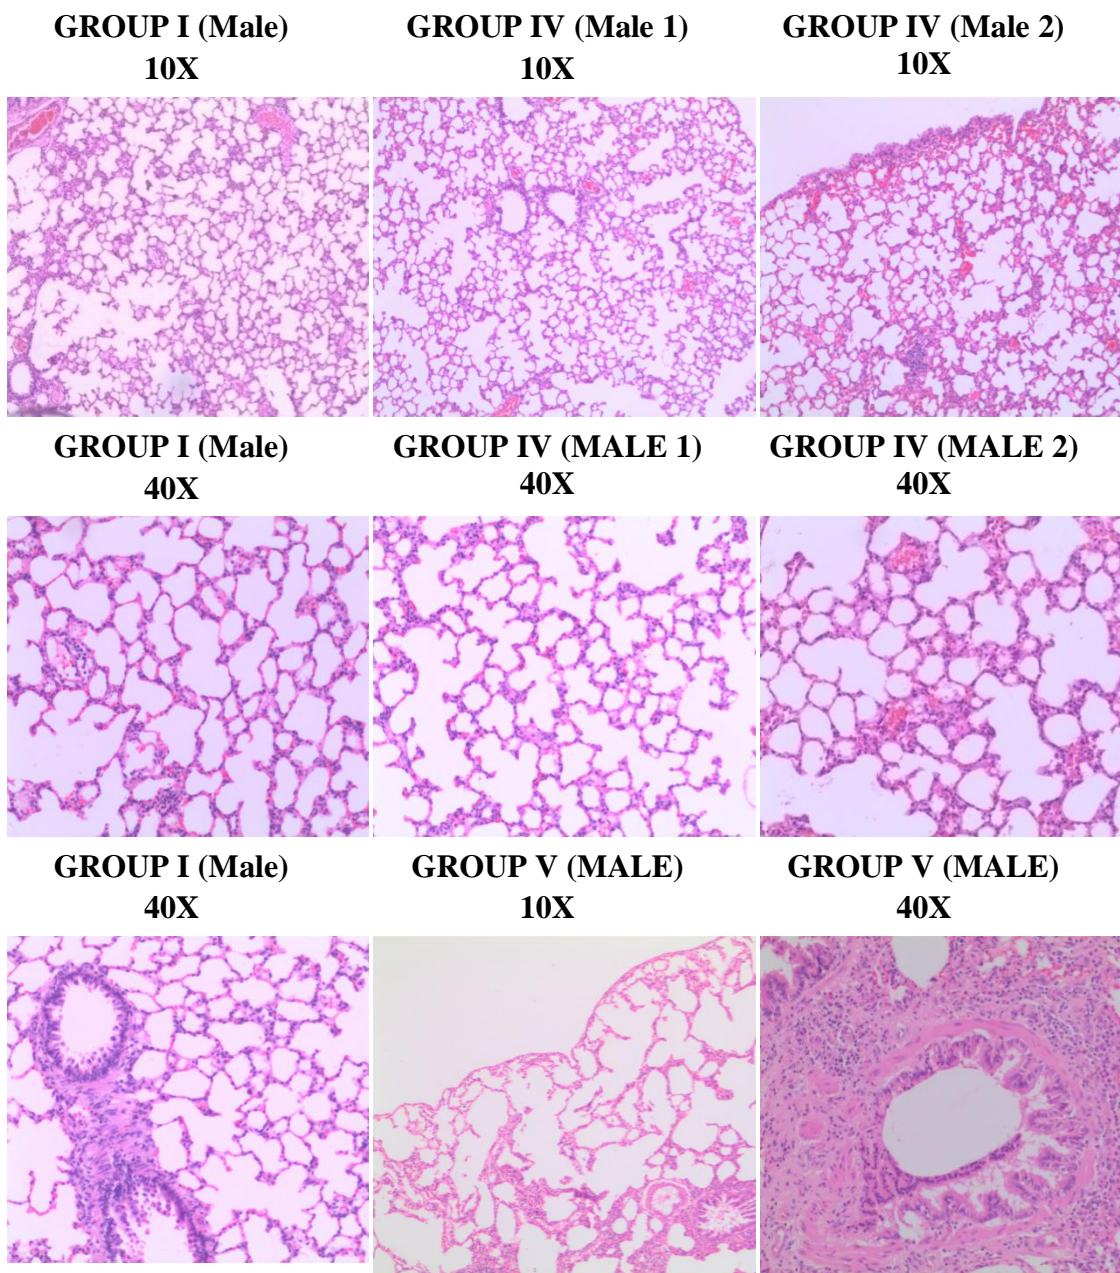 GROUP I (Male)
10X
GROUP IV (Male 1)
10X
GROUP IV (Male 2)
10X
GROUP I (Male)
40X
GROUP IV (MALE 1)
40X
GROUP IV (MALE 2)
40X
GROUP I (Male)
40X
GROUP V (MALE)
10X
GROUP V (MALE)
40X